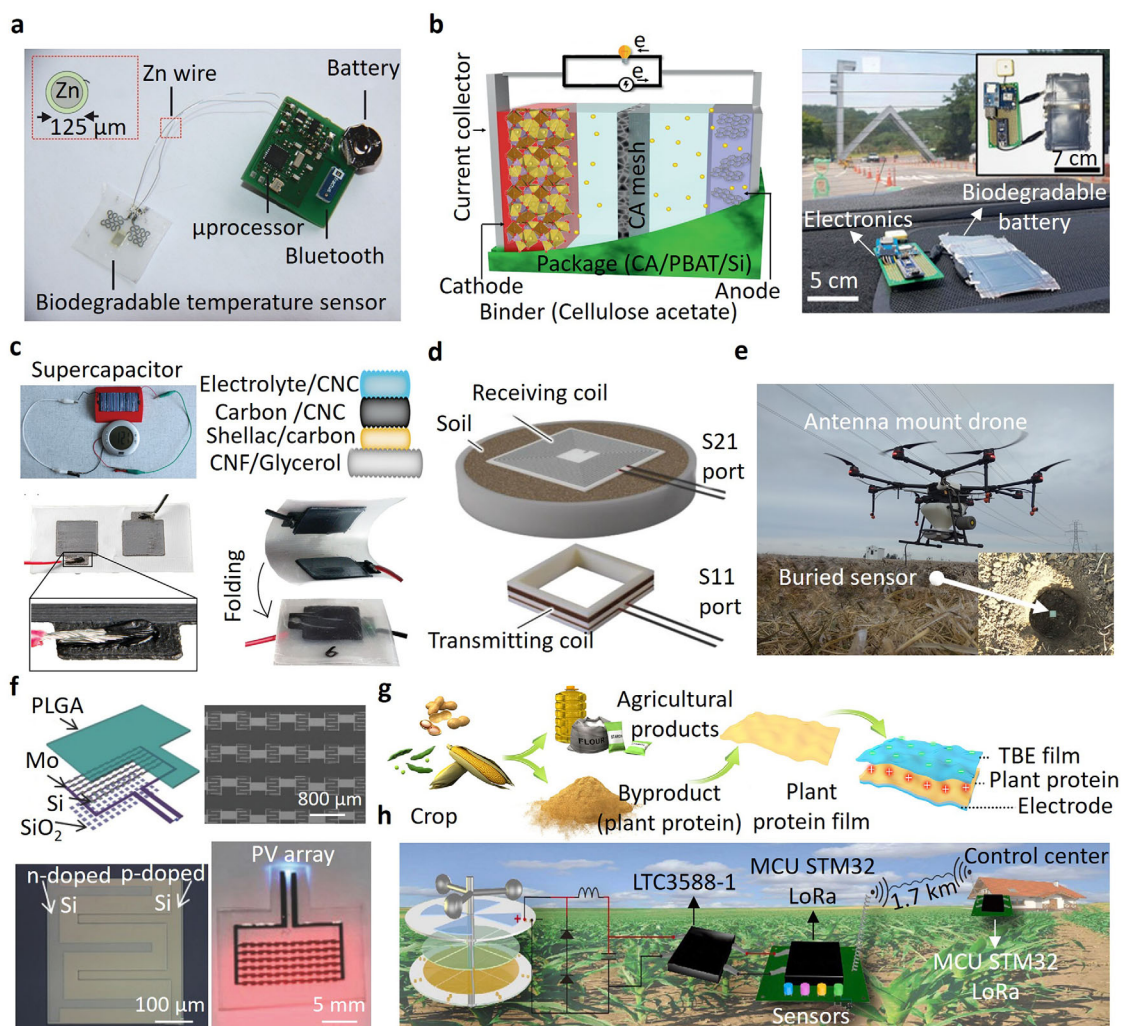 a
Zn
125 µm
Zn wire
Battery
µprocessor
Bluetooth
Biodegradable temperature sensor
b
e
e
Current collector
CA mesh
Package (CA/PBAT/Si)
Cathode
Anode
Binder (Cellulose acetate)
7 cm
Biodegradable
battery
Electronics
5 cm
c
Supercapacitor
Electrolyte/CNC
Carbon /CNC
Shellac/carbon
CNF/Glycerol
Folding
6
d
Receiving coil
Soil
S21
port
S11
port
Transmitting coil
e
Antenna mount drone
Buried sensor
f
PLGA
Mo
Si
SiO2
800 µm
n-doped
Si
p-doped
Si
100 µm
PV array
5 mm
g
Agricultural
products
FLOUR
STARCH
Crop
Byproduct
(plant protein)
Plant
protein film
TBE film
Plant protein
Electrode
h
LTC3588-1
MCU STM32
LoRa
1.7 km
Control center
MCU STM32
LoRa
Sensors